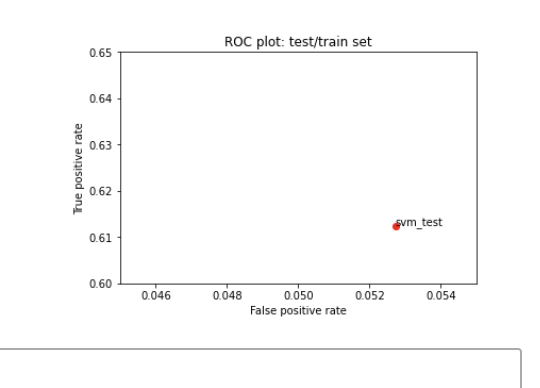 ROC plot: test/train set
0.65
0.64
0.63
0.62
0.61
0.60
True positive rate
svm_test
0.046 0.048 0.050 0.052 0.054
False positive rate